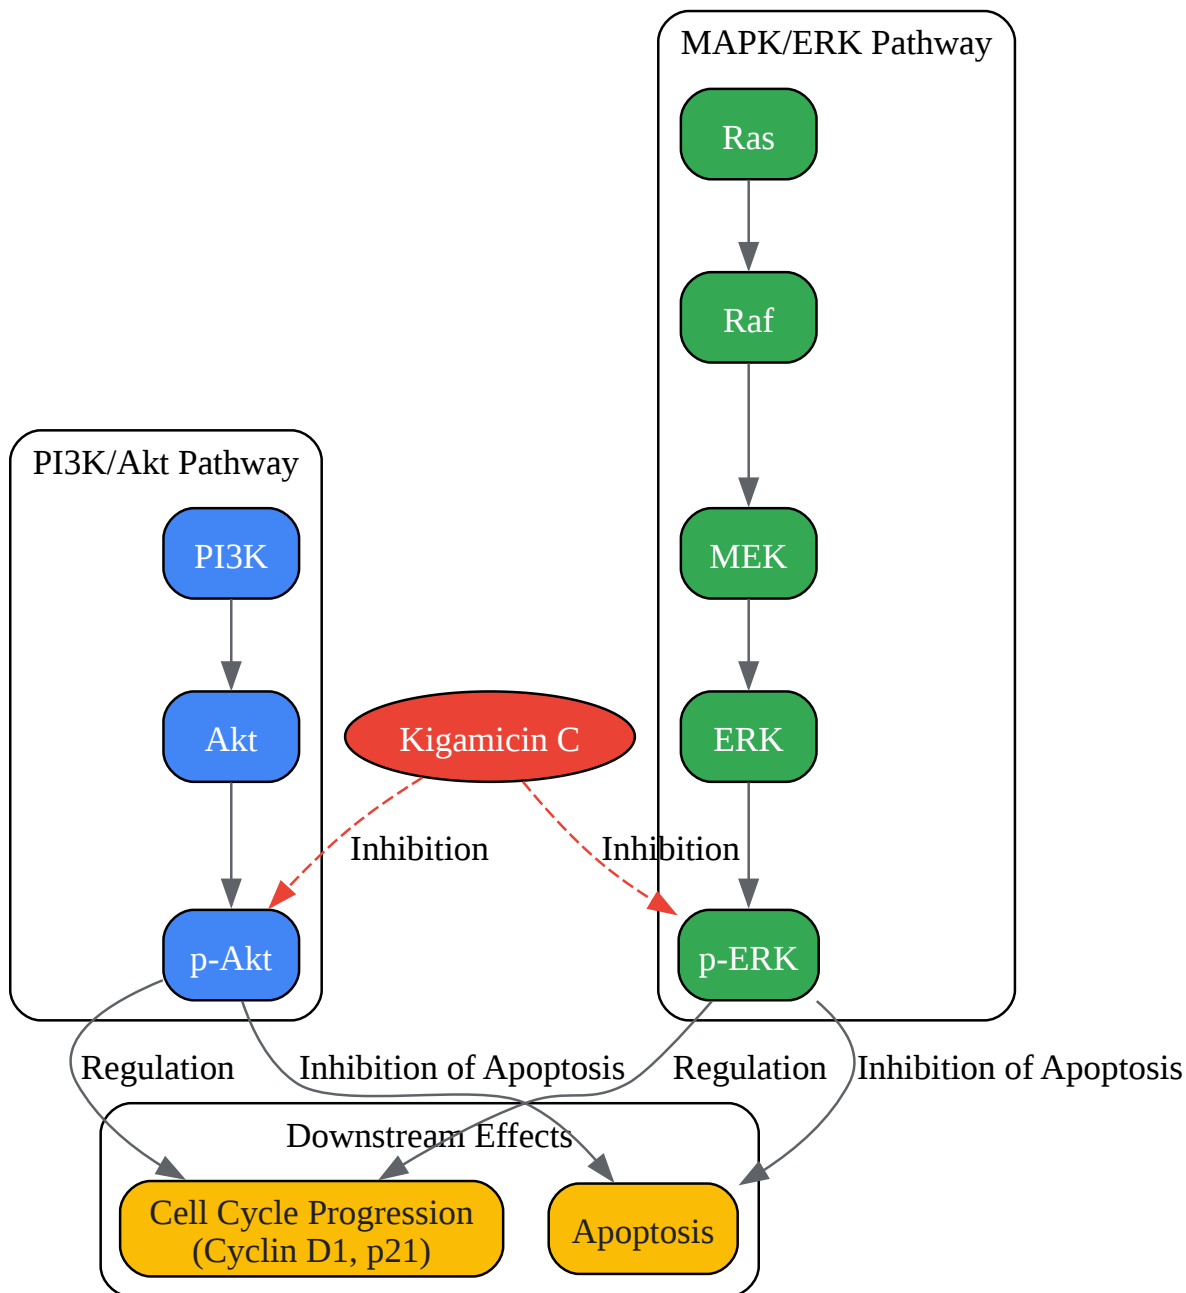 MAPK/ERK Pathway
Ras
Raf
PI3K/Akt Pathway
PI3K
MEK
Akt
Kigamicin C
ERK
Inhibition
Inhibition
p-Akt
p-ERK
Regulation
Inhibition of Apoptosis
Regulation
Inhibition of Apoptosis
Downstream Effects
Cell Cycle Progression
(Cyclin D1, p21)
Apoptosis